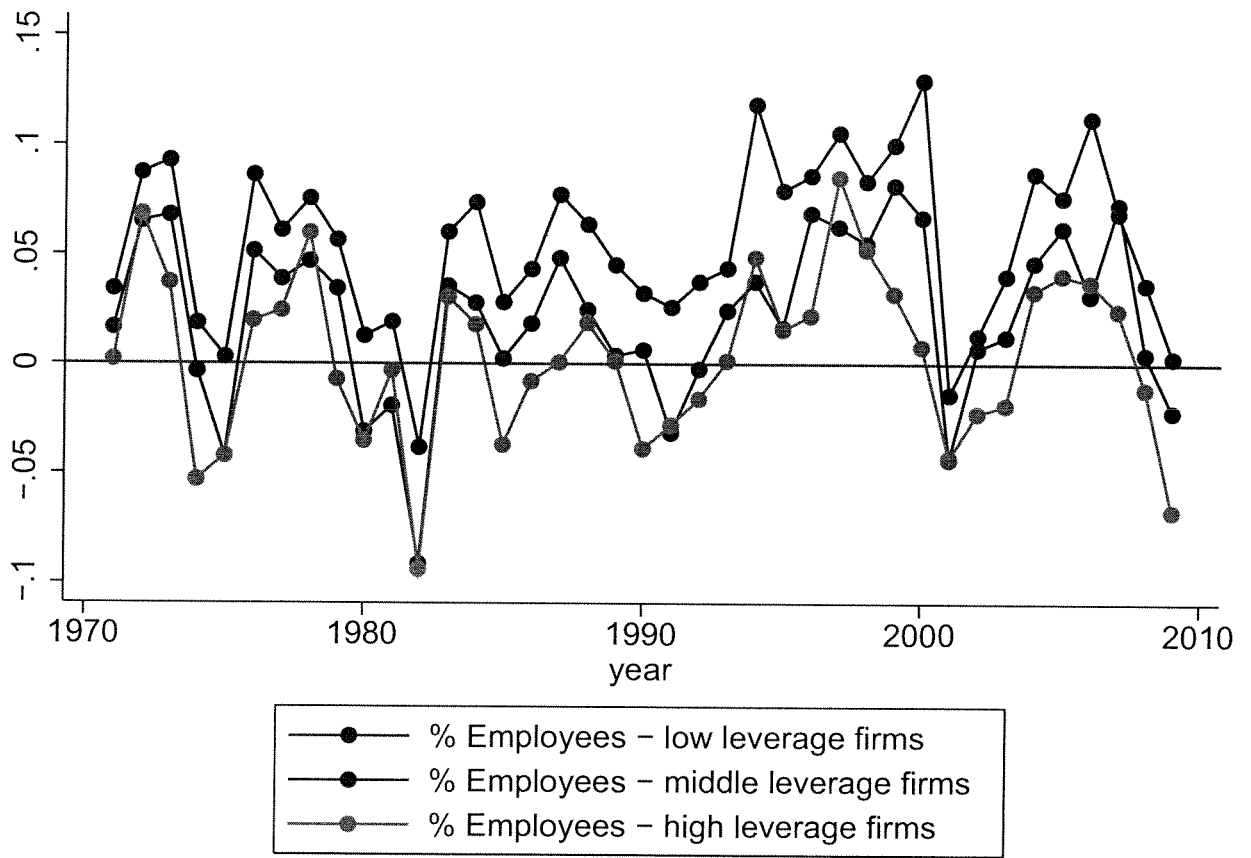 .15
.1
.05
0
−.05
−.1
1970 1980 1990 2000 2010
year
% Employees − low leverage firms
% Employees − middle leverage firms
% Employees − high leverage firms